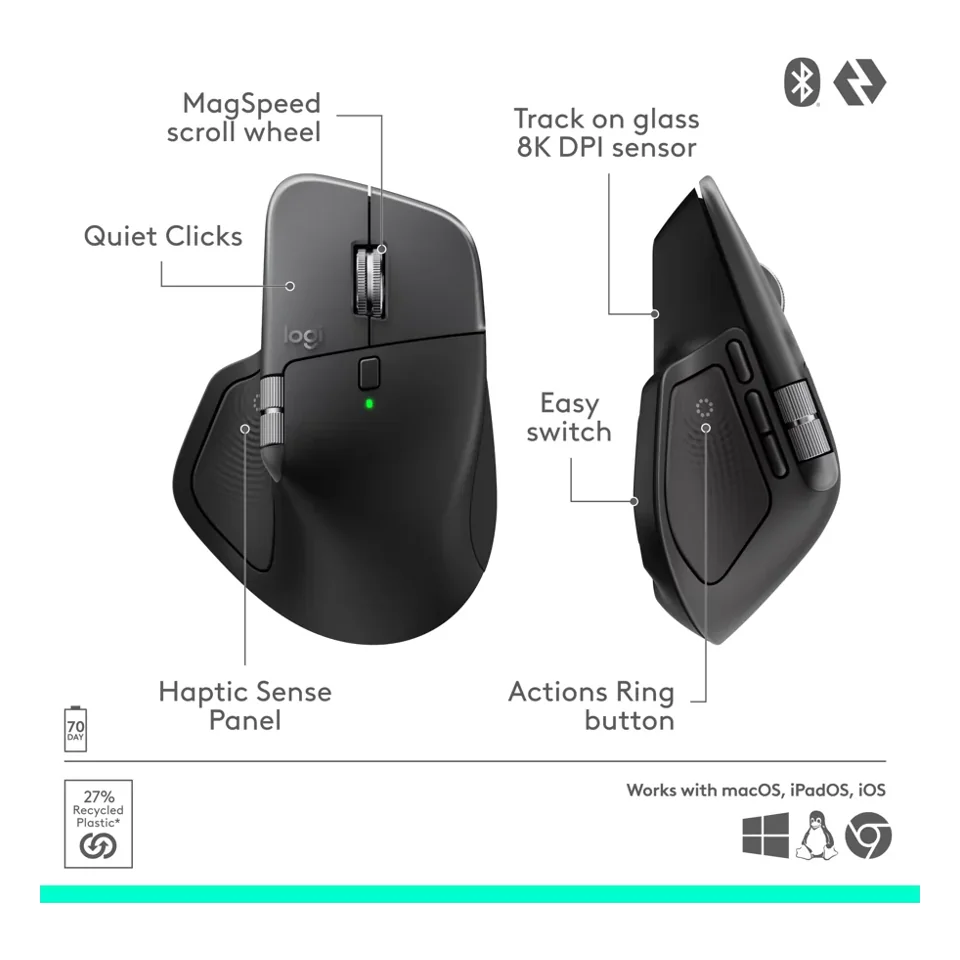 MagSpeed
scroll wheel
Track on glass
8K DPI sensor
Quiet Clicks
logi
Easy
switch
Haptic Sense
Panel
Actions Ring
button
70
DAY
27%
Recycled
Plastic*
Works with macOS, iPadOS, iOS